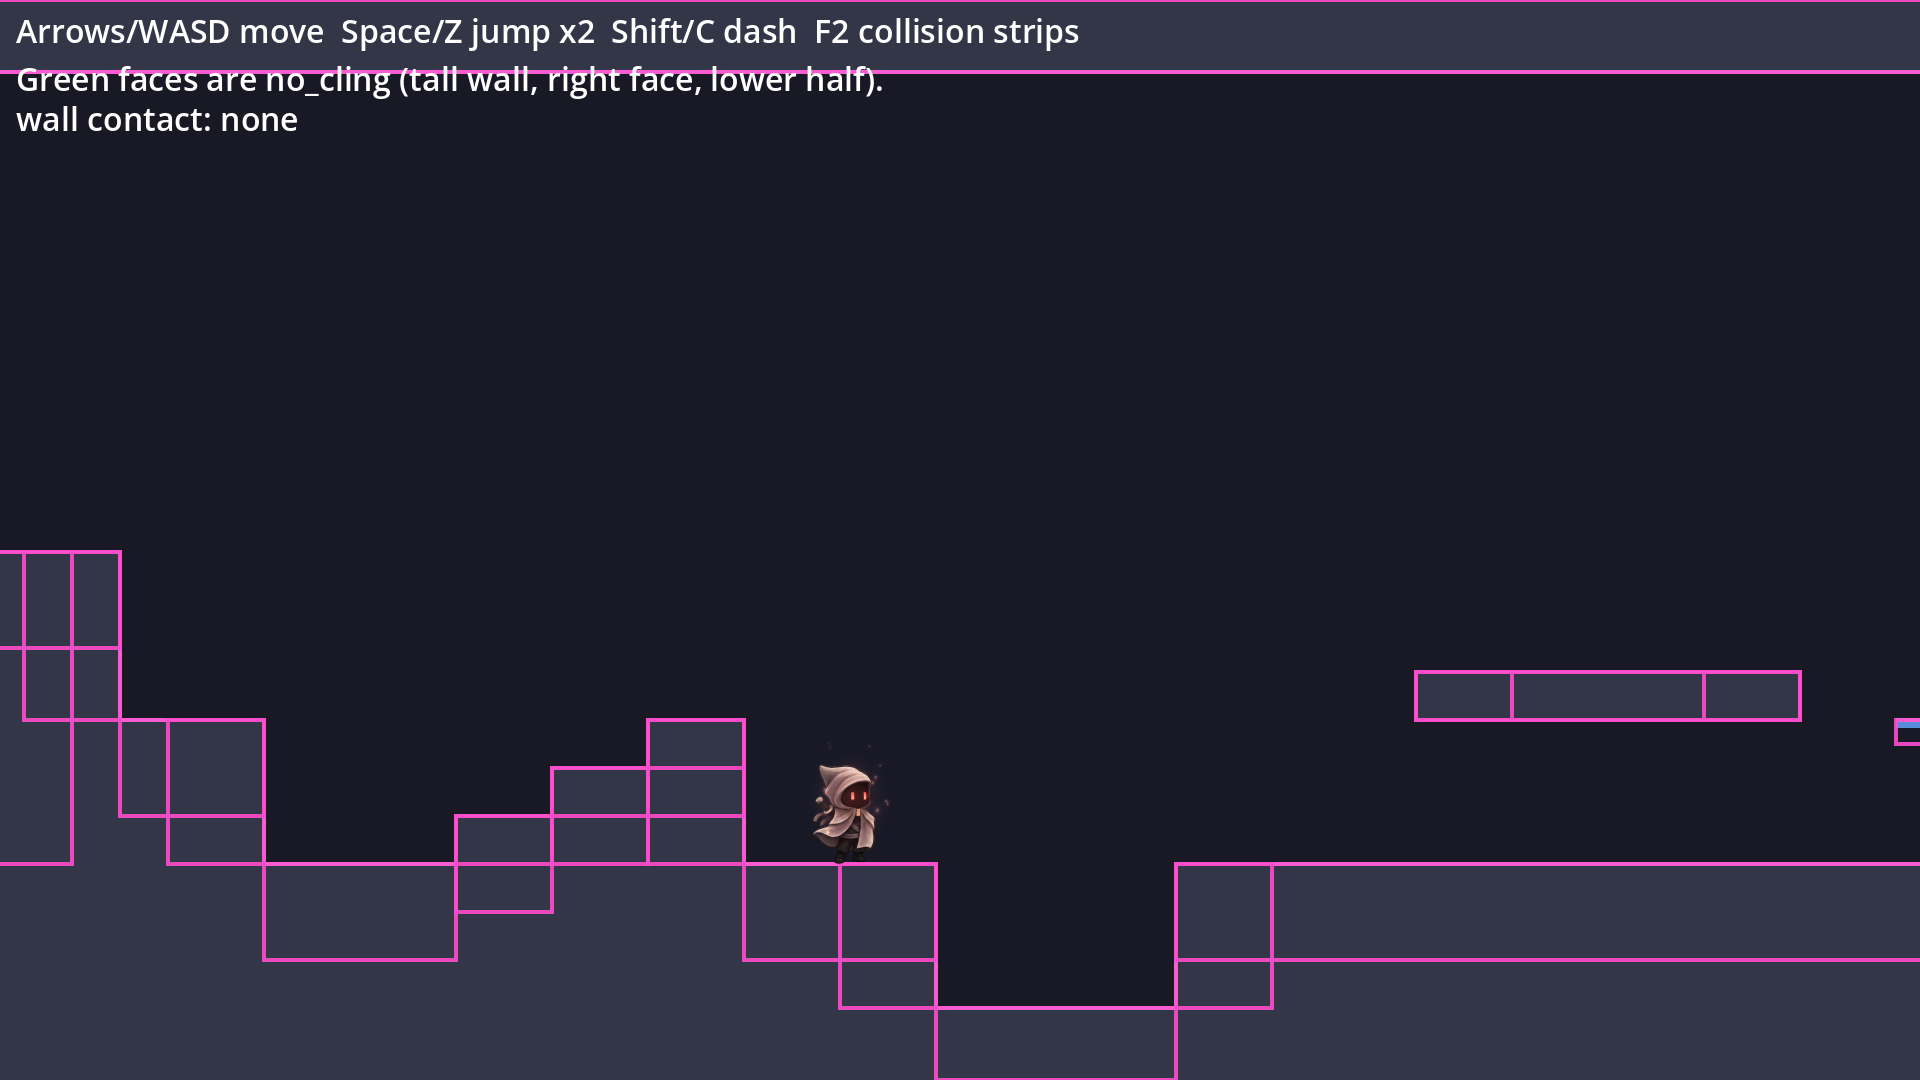 Arrows/WASD move  Space/Z jump x2  Shift/C dash  F2 collision strips
Green faces are no_cling (tall wall, right face, lower half).
wall contact: none